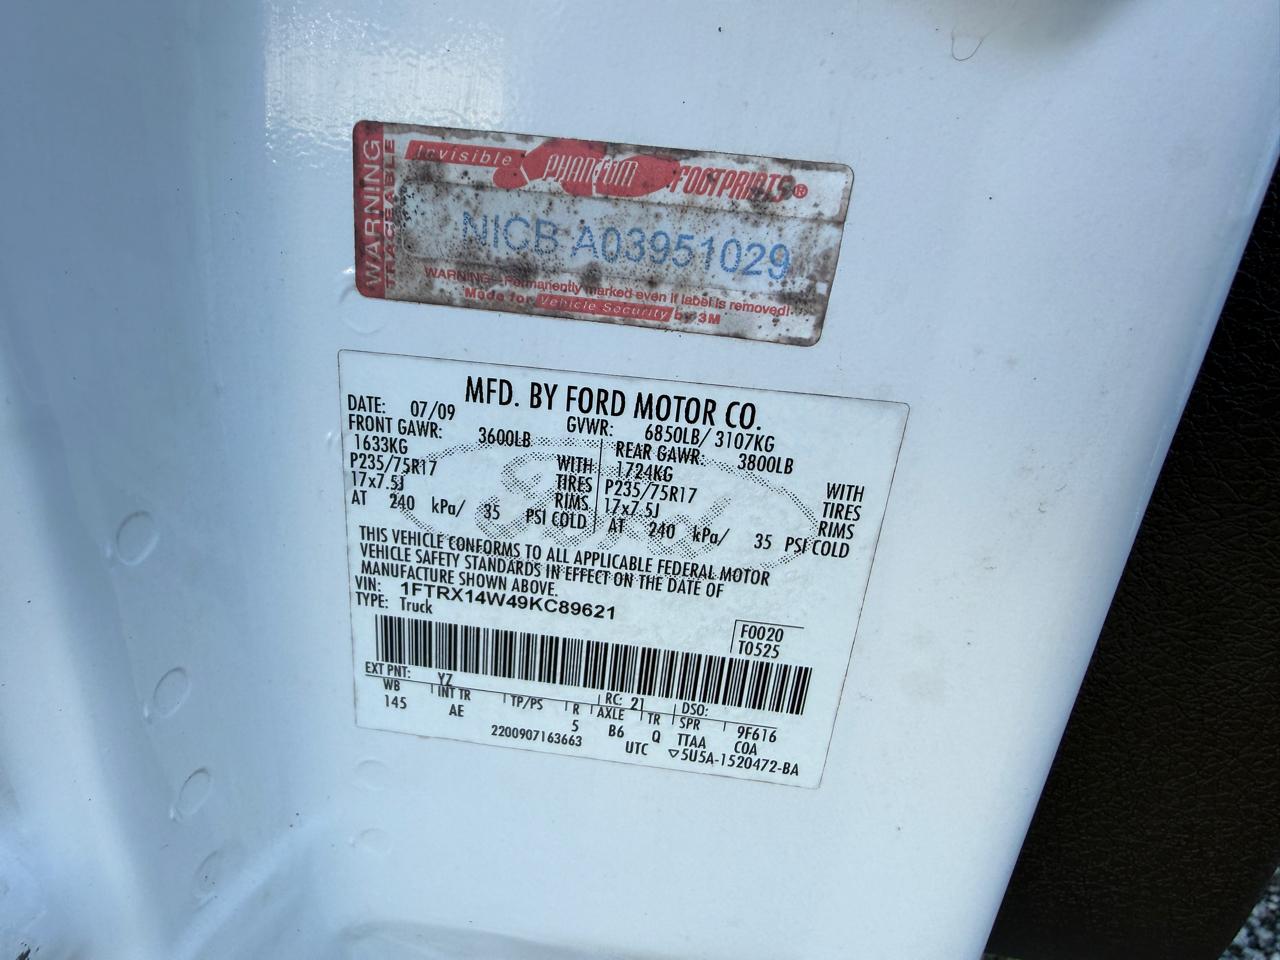 WARNING
TRACEABLE
Invisible PHANTOM FOOTPRINTS®
NICB A03951029
WARNING - Permanently marked even if label is removed!
Made for Vehicle Security by 3M
MFD. BY FORD MOTOR CO.
DATE: 07/09 GVWR: 6850LB/ 3107KG
FRONT GAWR: 3600LB REAR GAWR: 3800LB
1633KG WITH 1724KG WITH
P235/75R17 TIRES P235/75R17 TIRES
17x7.5J RIMS 17x7.5J RIMS
AT 240 kPa/ 35 PSI COLD AT 240 kPa/ 35 PSI COLD
THIS VEHICLE CONFORMS TO ALL APPLICABLE FEDERAL MOTOR
VEHICLE SAFETY STANDARDS IN EFFECT ON THE DATE OF
MANUFACTURE SHOWN ABOVE.
VIN: 1FTRX14W49KC89621
TYPE: Truck
F0020
T0525
EXT PNT: YZ RC: 21 DSO:
WB INT TR TP/PS R AXLE TR SPR 9F616
145 AE 5 B6 Q TTAA COA
2200907163663 UTC ▽5U5A-1520472-BA